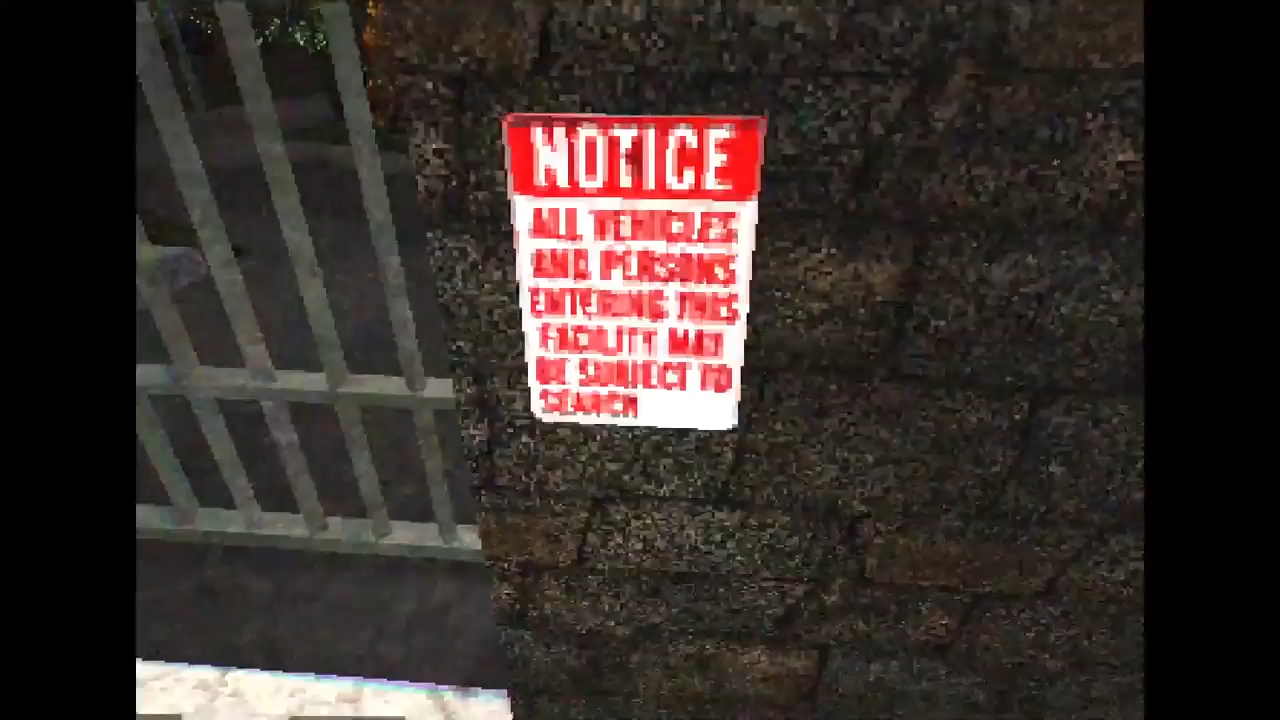 NOTICE
ALL VEHICLES
AND PERSONS
ENTERING THIS
FACILITY MAY
BE SUBJECT TO
SEARCH